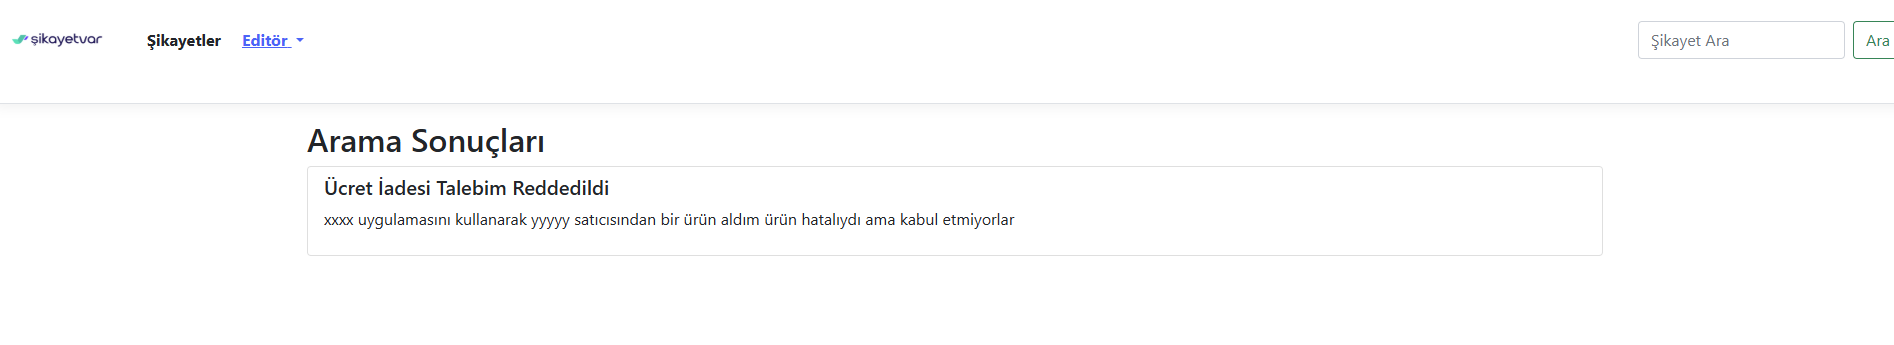 şikayetvar
Şikayetler
Editör
Şikayet Ara
Ara
Arama Sonuçları
Ücret İadesi Talebim Reddedildi
xxxx uygulamasını kullanarak yyyyy satıcısından bir ürün aldım ürün hatalıydı ama kabul etmiyorlar